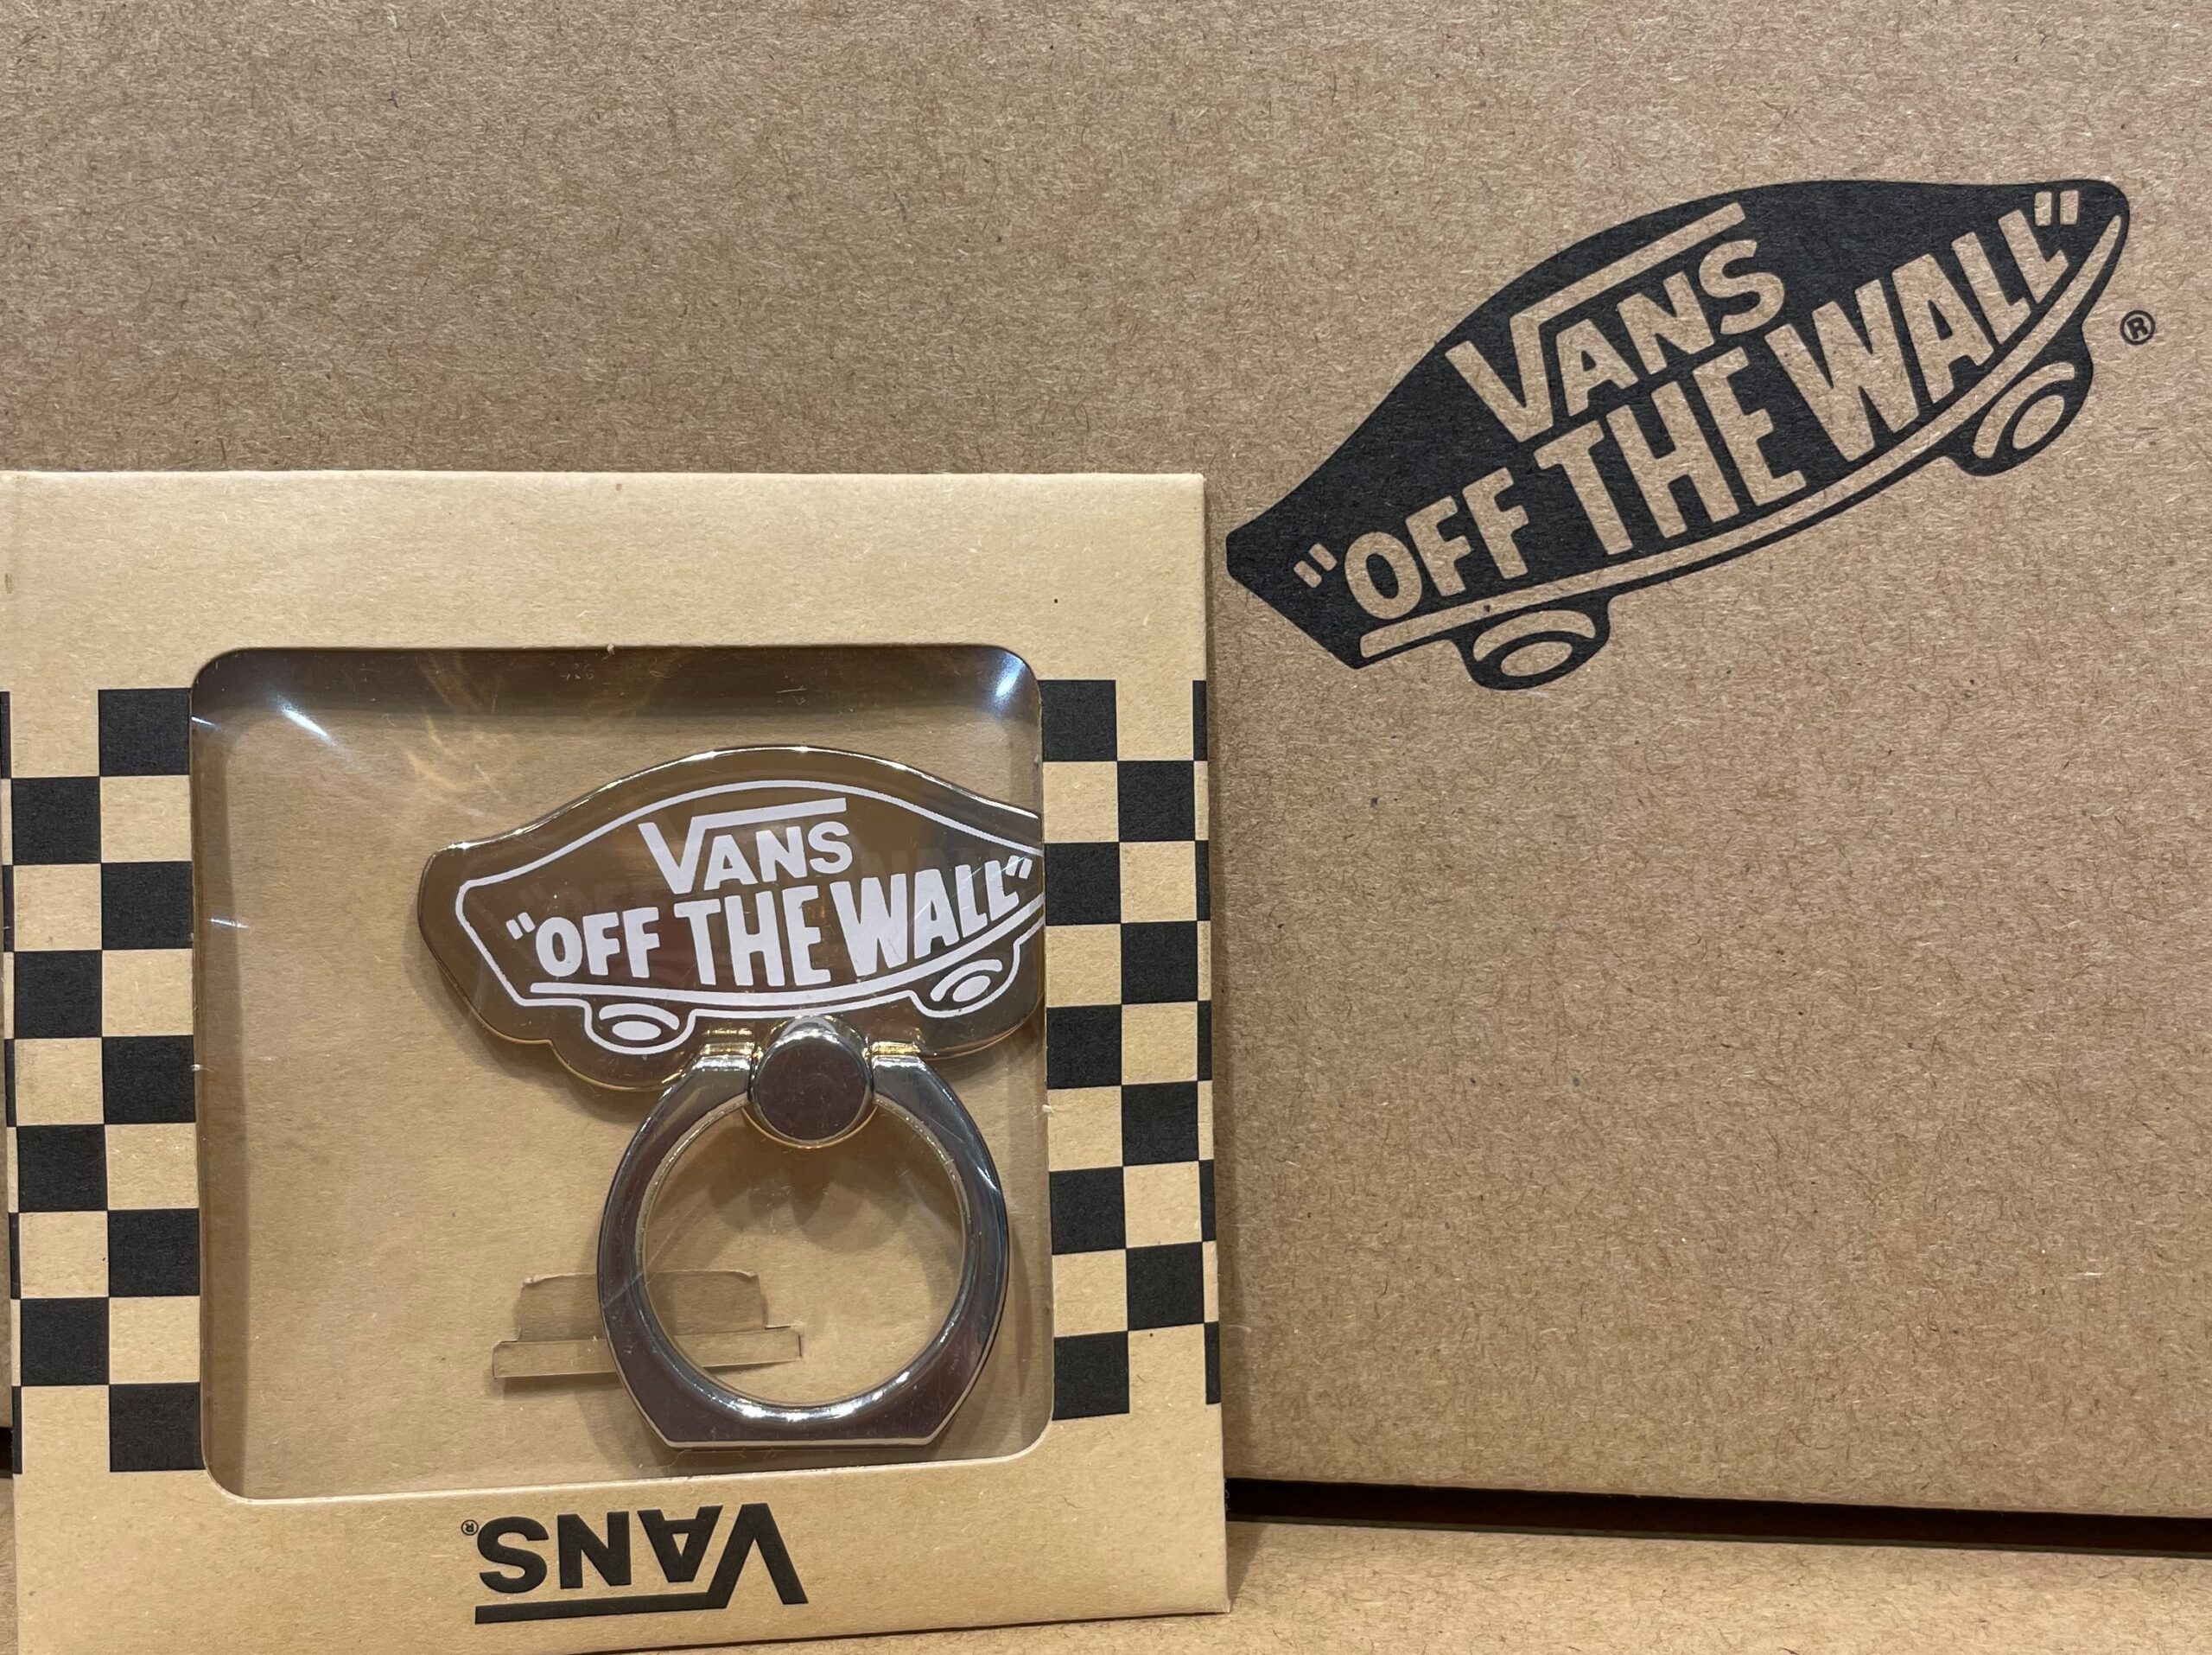 VANS
"OFF THE WALL"
®
VANS
"OFF THE WALL"
VANS®